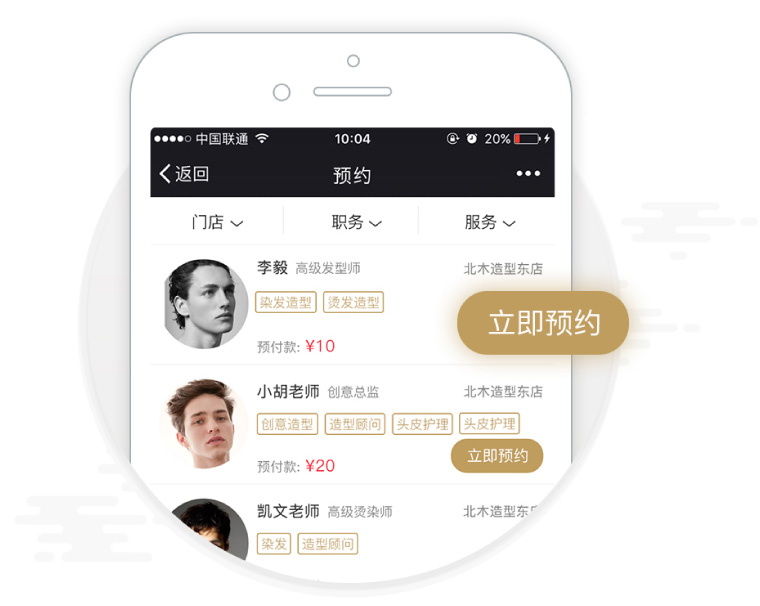 中国联通 10:04 20%
返回 预约
门店 职务 服务
李毅 高级发型师 北木造型东店
染发造型 烫发造型
立即预约
预付款: ¥10
小胡老师 创意总监 北木造型东店
创意造型 造型顾问 头皮护理 头皮护理
立即预约
预付款: ¥20
凯文老师 高级烫染师 北木造型东
染发 造型顾问